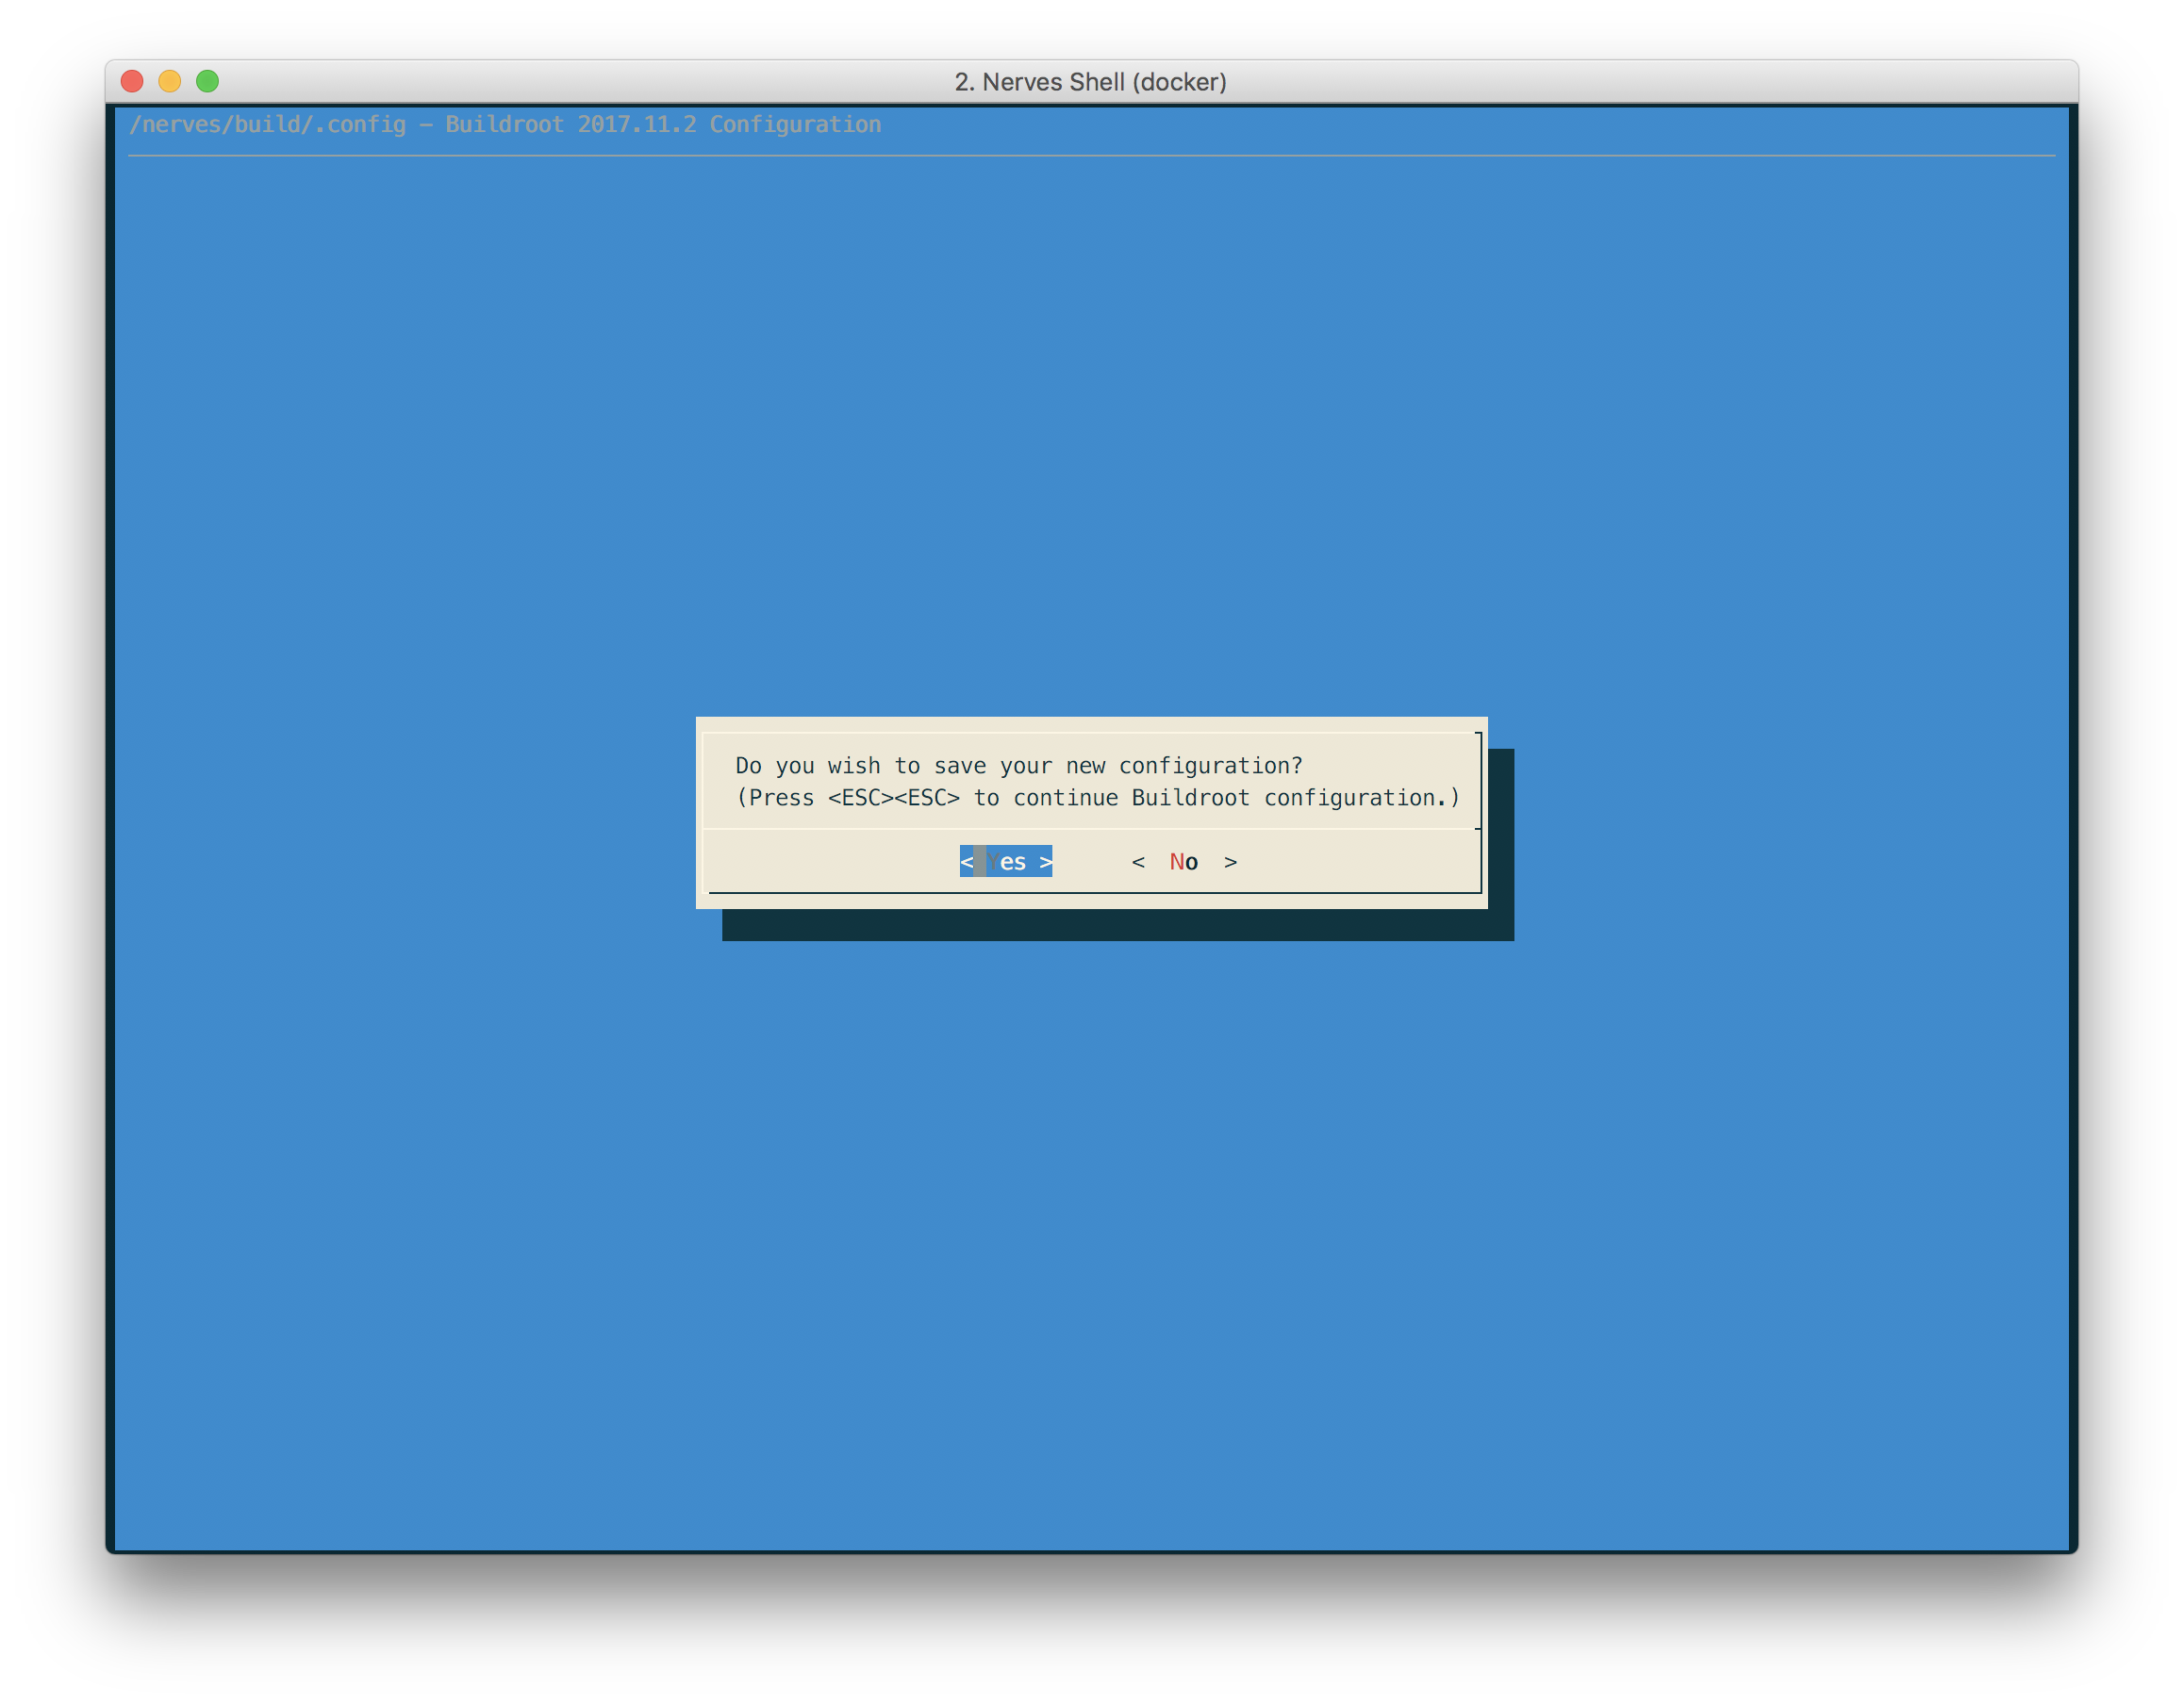 2. Nerves Shell (docker)
/nerves/build/.config – Buildroot 2017.11.2 Configuration
Do you wish to save your new configuration?
(Press <ESC><ESC> to continue Buildroot configuration.)
< Yes > < No >